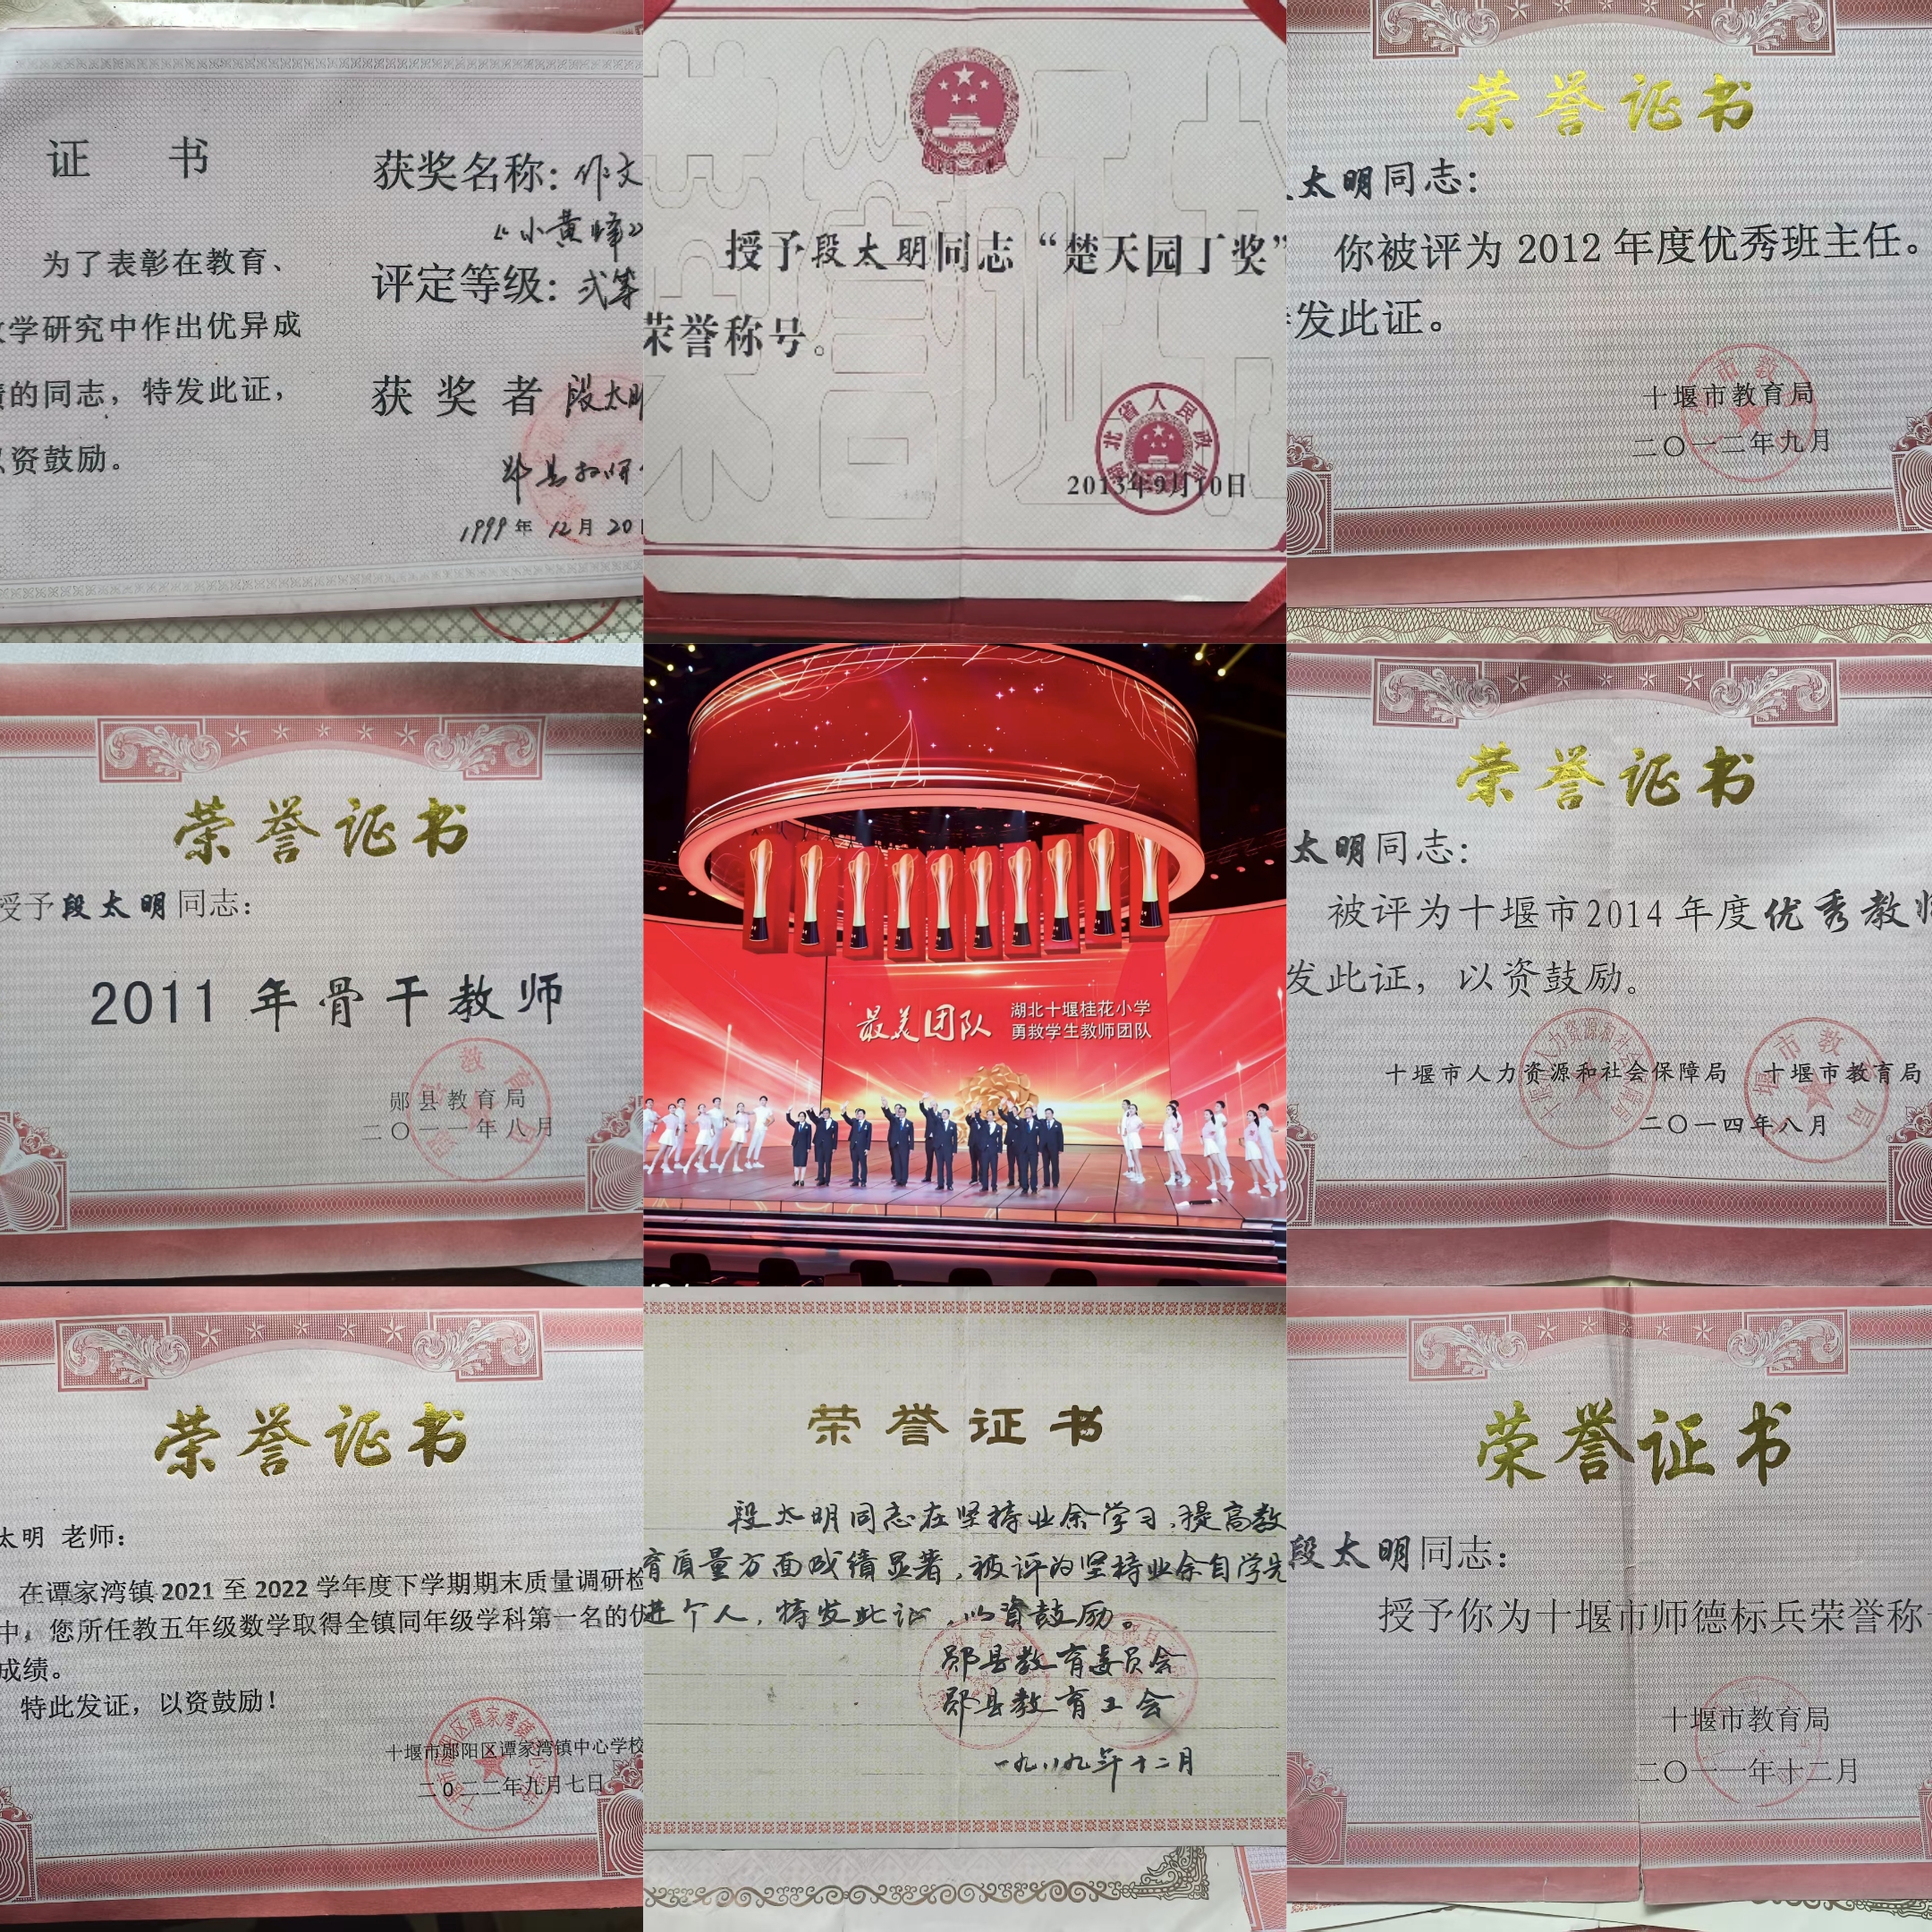 证 书
为了表彰在教育、
学研究中作出优异成
的同志，特发此证，
资鼓励。
获奖名称：作文
《小黄峰》
评定等级：弍等
获奖者 段太明
郧县教师
1999年12月20日
授予段太明同志“楚天园丁奖”
荣誉称号。
湖北省人民政府
2013年9月10日
荣誉证书
太明同志：
你被评为2012年度优秀班主任。
发此证。
十堰市教育局
二〇一二年九月
荣誉证书
授予段太明同志：
2011年骨干教师
郧县教育局
二〇一一年八月
最美团队
湖北十堰桂花小学
勇救学生教师团队
荣誉证书
太明同志：
被评为十堰市2014年度优秀教师
发此证，以资鼓励。
十堰市人力资源和社会保障局 十堰市教育局
二〇一四年八月
荣誉证书
太明 老师：
在谭家湾镇2021至2022学年度下学期期末质量调研检
中，您所任教五年级数学取得全镇同年级学科第一名的优
成绩。
特此发证，以资鼓励！
十堰市郧阳区谭家湾镇中心学校
二0二二年九月七日
荣誉证书
段太明同志在坚持业余学习，提高教
育质量方面成绩显著，被评为坚持业余自学先
进个人，特发此证，以资鼓励。
郧县教育委员会
郧县教育工会
一九八九年十二月
荣誉证书
段太明同志：
授予你为十堰市师德标兵荣誉称
十堰市教育局
二〇一一年十二月